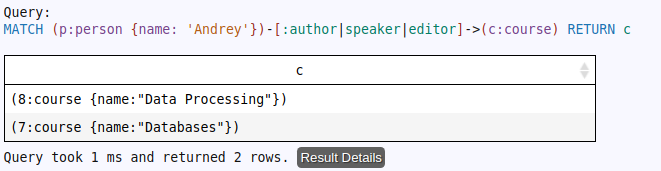 Query:
MATCH (p:person {name: 'Andrey'})-[:author|speaker|editor]->(c:course) RETURN c
c
(8:course {name:"Data Processing"})
(7:course {name:"Databases"})
Query took 1 ms and returned 2 rows. Result Details